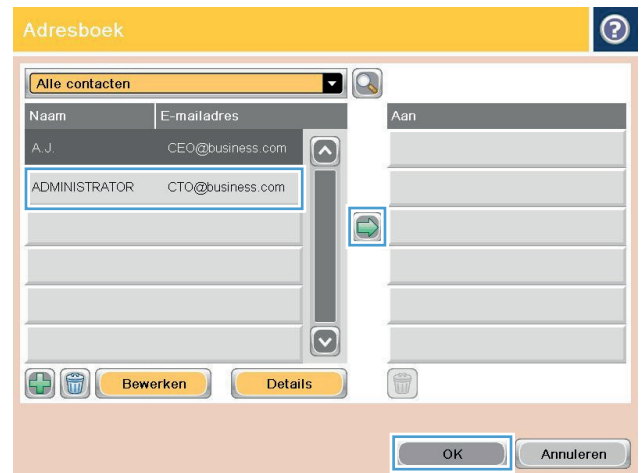 Adresboek
?
Alle contacten
Naam E-mailadres Aan
A.J. CEO@business.com
ADMINISTRATOR CTO@business.com
Bewerken Details
OK Annuleren